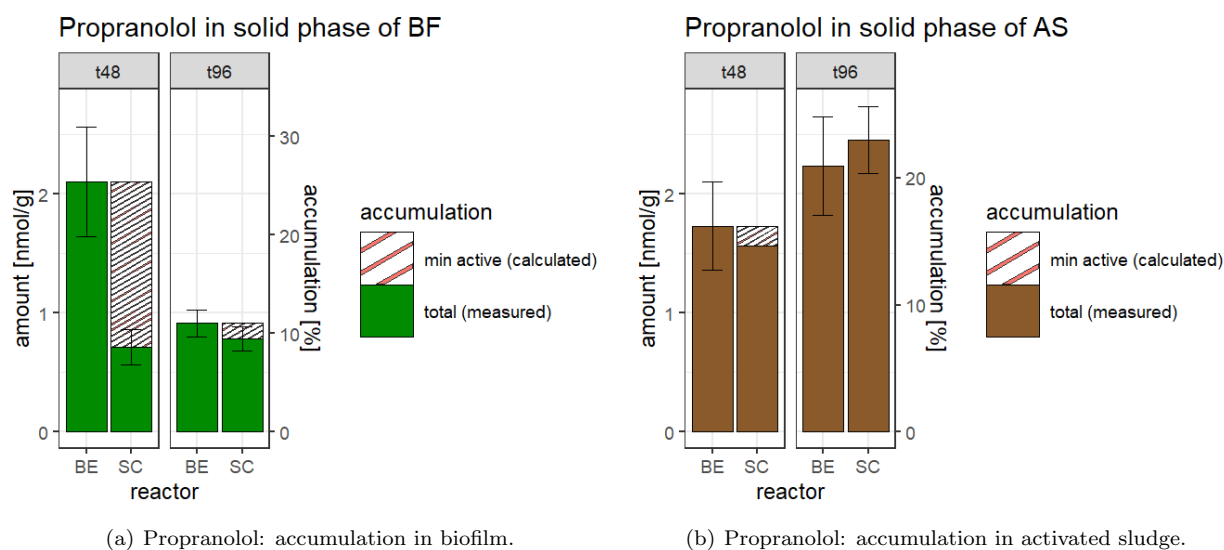 Propranolol in solid phase of BF
t48
t96
2
1
0
30
20
10
0
amount [nmol/g]
accumulation [%]
BE
SC
BE
SC
reactor
accumulation
min active (calculated)
total (measured)
(a) Propranolol: accumulation in biofilm.
Propranolol in solid phase of AS
t48
t96
2
1
0
20
10
0
amount [nmol/g]
accumulation [%]
BE
SC
BE
SC
reactor
accumulation
min active (calculated)
total (measured)
(b) Propranolol: accumulation in activated sludge.